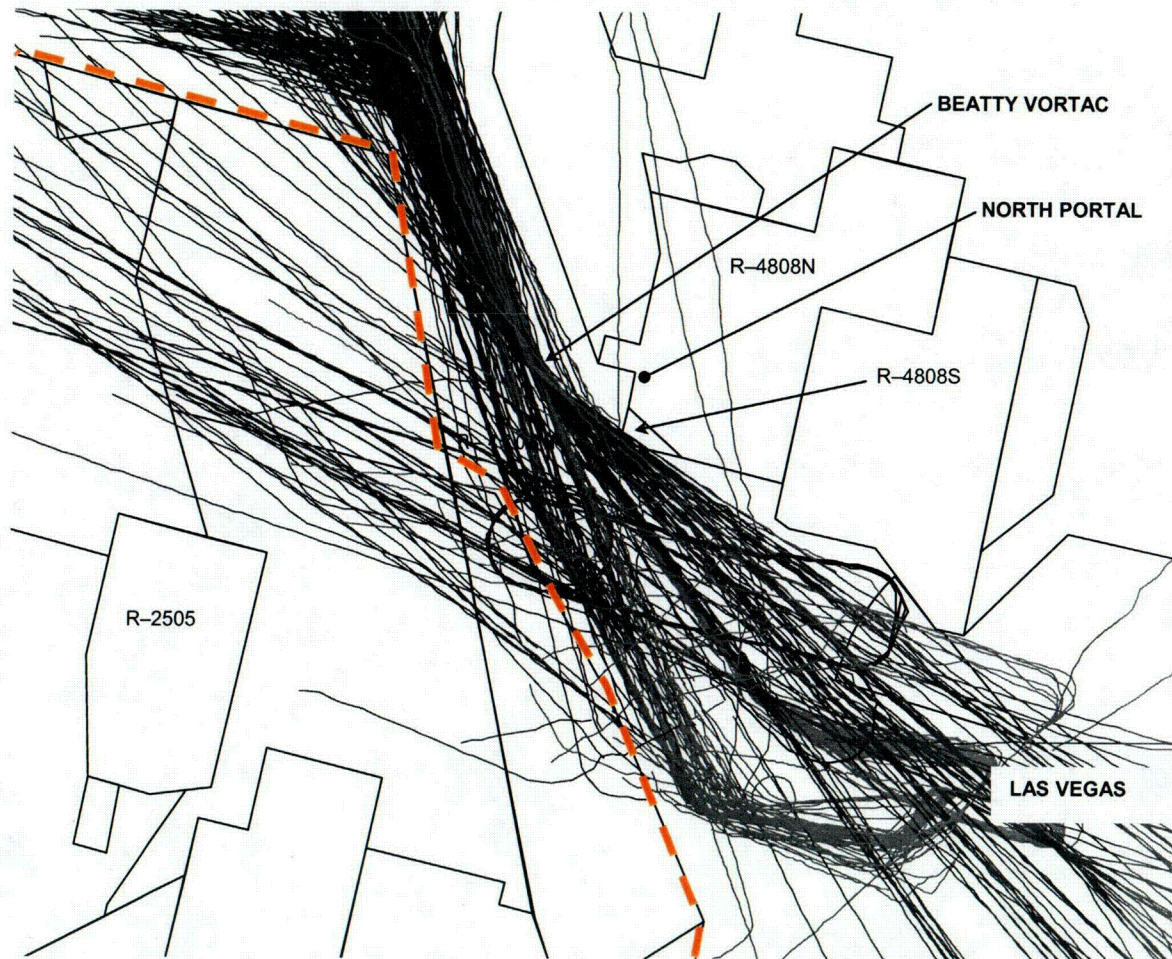 BEATTY VORTAC
NORTH PORTAL
R–4808N
R–4808S
R–2505
LAS VEGAS